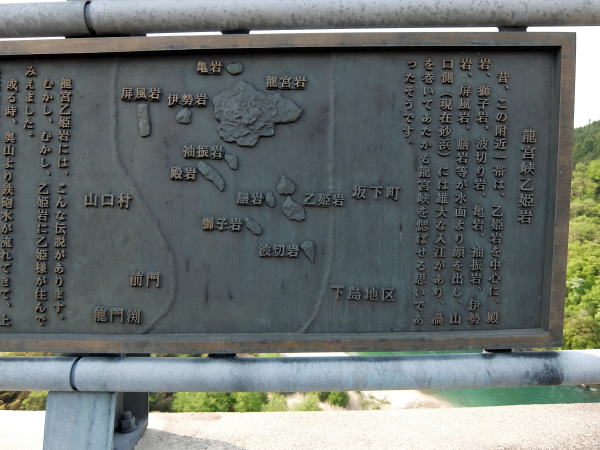 龍宮峡乙姫岩
昔、この附近一帯は、乙姫岩を中心に、殿
岩、獅子岩、波切り岩、亀岩、袖振岩、伊勢
岩、屏風岩、膳岩等が水面より顔を出し、山
口側（現在砂浜）には雄大な入江があり、渦
を巻いてあたかも龍宮峡を偲ばせる思いであ
ったそうです。
亀岩
龍宮岩
屏風岩
伊勢岩
袖振岩
殿岩
山口村
膳岩
乙姫岩
坂下町
獅子岩
波切岩
前門
下島地区
龍門渕
龍宮乙姫岩には、こんな伝説があります。
むかし、むかし、乙姫岩に乙姫様が住んで
みえました。
或る時、奥山より鉄砲水が流れてきて、上